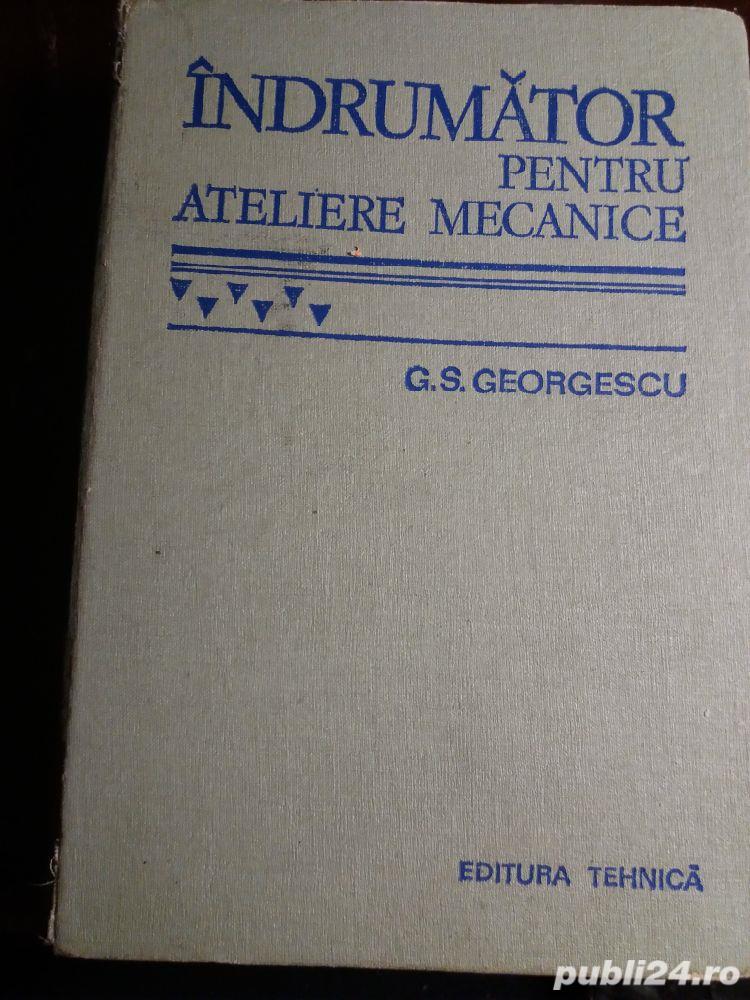 ÎNDRUMĂTOR
PENTRU
ATELIERE MECANICE
G.S. GEORGESCU
EDITURA TEHNICĂ
publi24.ro